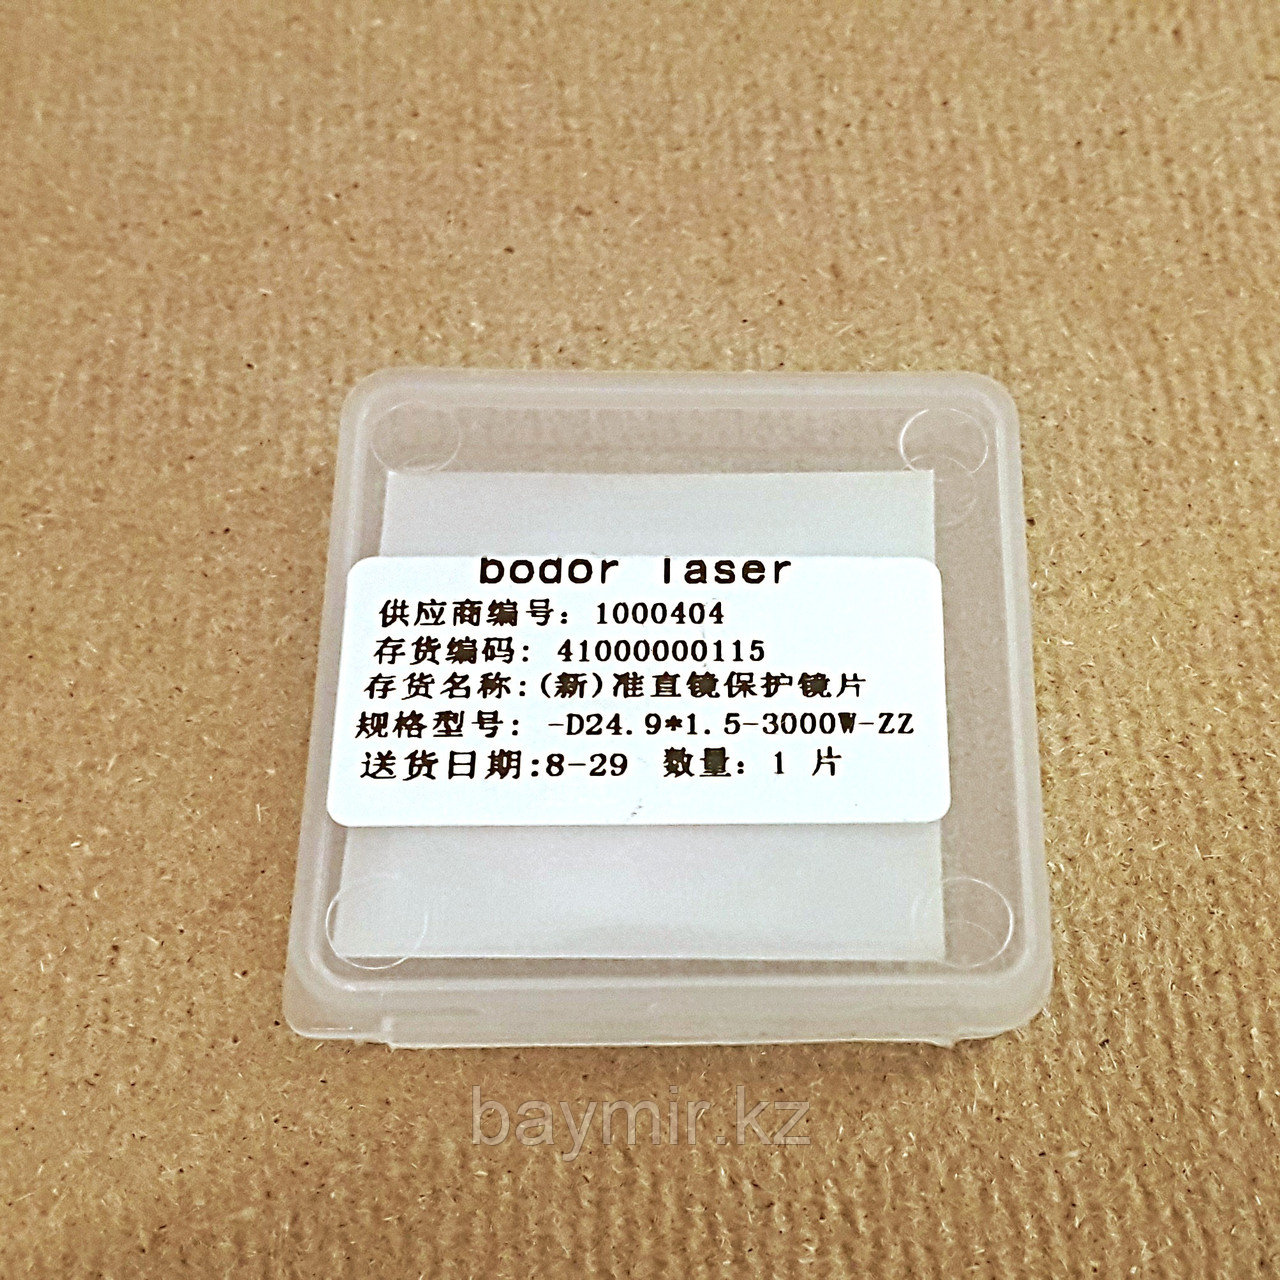 bodor laser
供应商编号: 1000404
存货编码: 41000000115
存货名称:(新)准直镜保护镜片
规格型号: -D24.9*1.5-3000W-ZZ
送货日期:8-29 数量: 1 片
baymir.kz